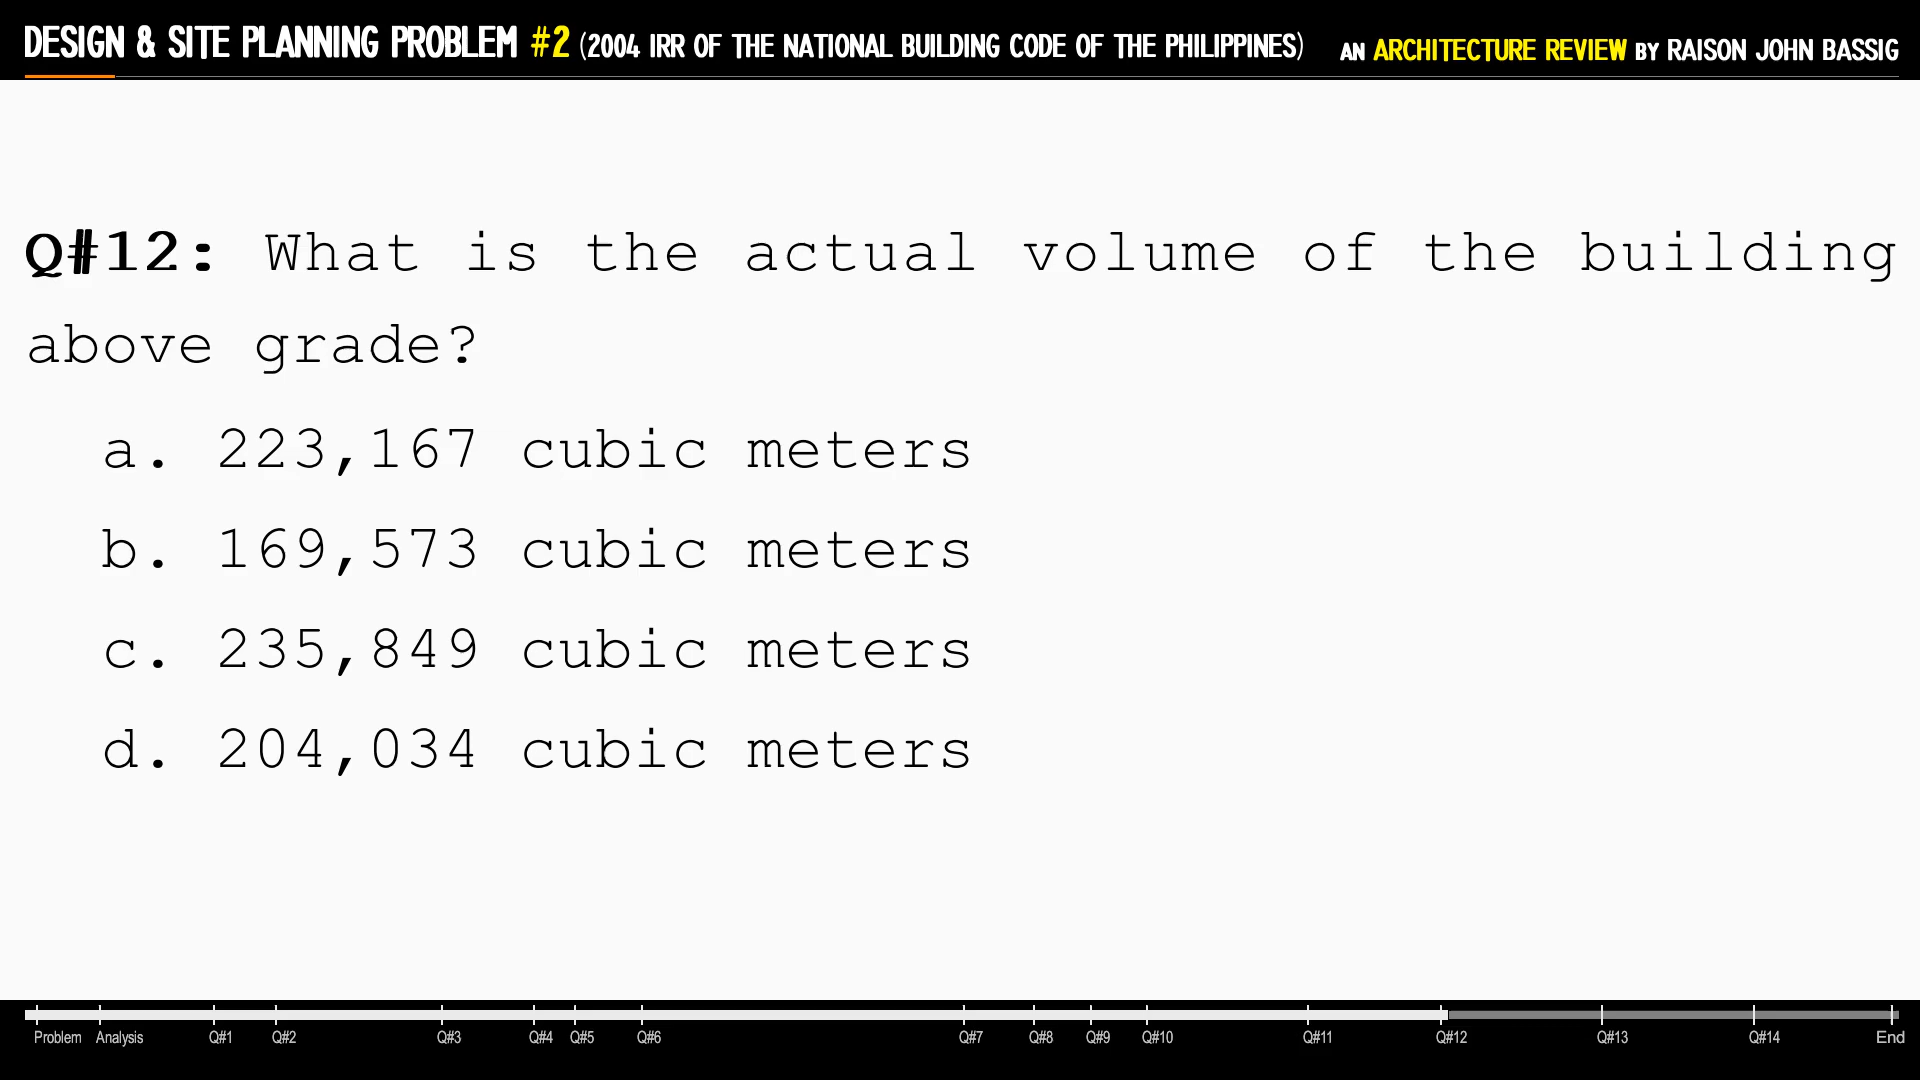 DESIGN & SITE PLANNING PROBLEM #2 (2004 IRR OF THE NATIONAL BUILDING CODE OF THE PHILIPPINES) AN ARCHITECTURE REVIEW BY RAISON JOHN BASSIG
Q#12: What is the actual volume of the building
above grade?
a. 223,167 cubic meters
b. 169,573 cubic meters
c. 235,849 cubic meters
d. 204,034 cubic meters
Problem Analysis Q#1 Q#2 Q#3 Q#4 Q#5 Q#6 Q#7 Q#8 Q#9 Q#10 Q#11 Q#12 Q#13 Q#14 End